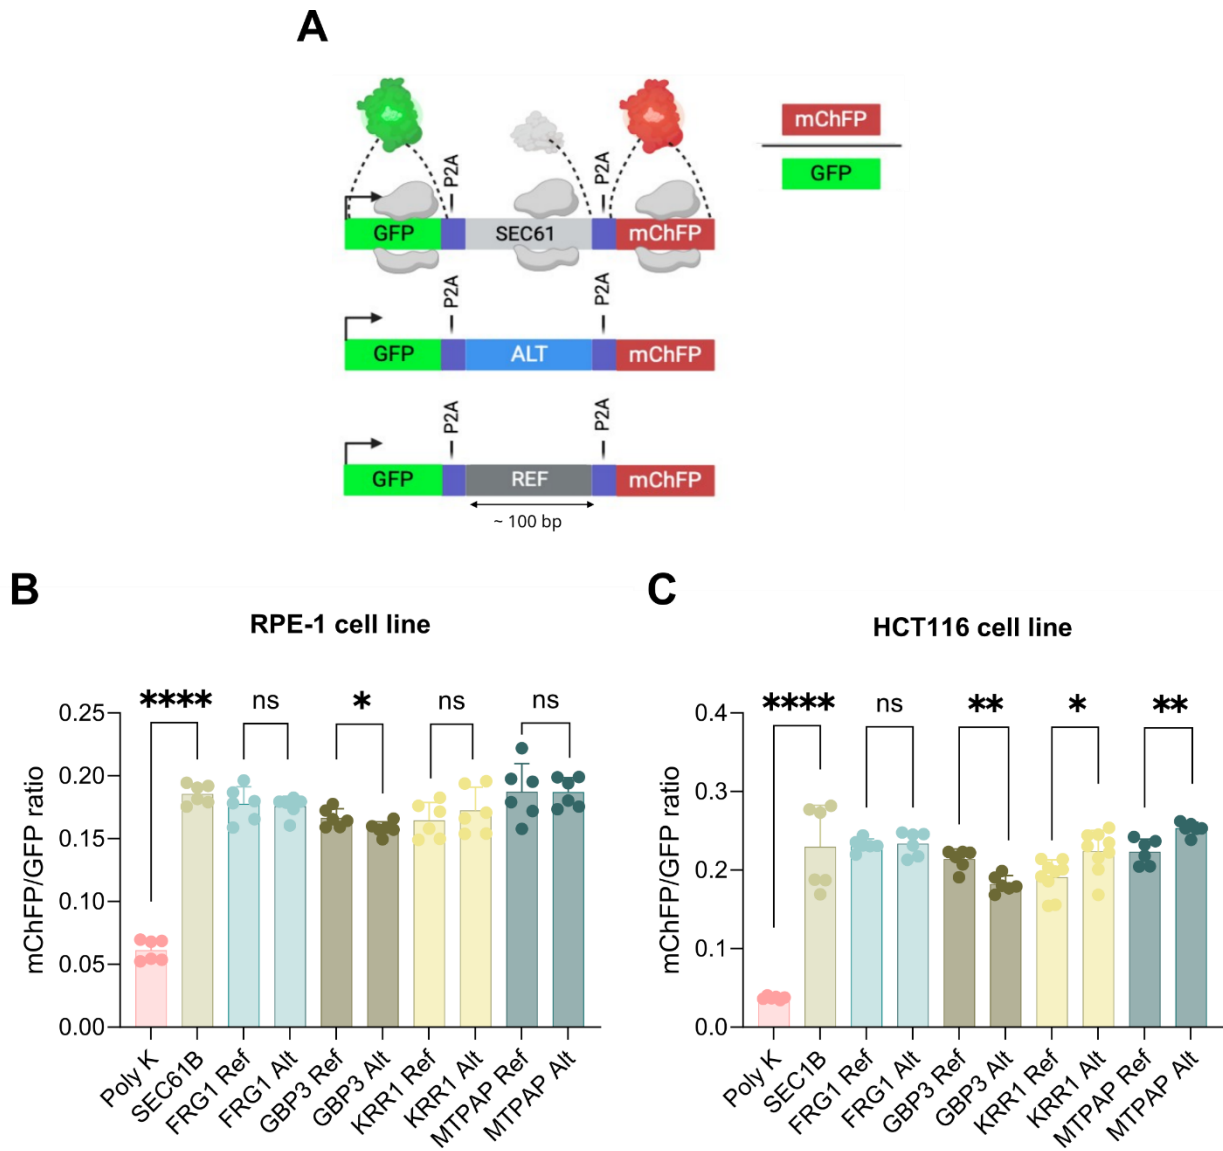 A
mChFP
GFP
P2A
P2A
GFP
SEC61
mChFP
P2A
P2A
GFP
ALT
mChFP
P2A
P2A
GFP
REF
mChFP
~ 100 bp
B
RPE-1 cell line
mChFP/GFP ratio
0.25
0.20
0.15
0.10
0.05
0.00
****
ns
*
ns
ns
Poly K
SEC61B
FRG1 Ref
FRG1 Alt
GBP3 Ref
GBP3 Alt
KRR1 Ref
KRR1 Alt
MTPAP Ref
MTPAP Alt
C
HCT116 cell line
mChFP/GFP ratio
0.4
0.3
0.2
0.1
0.0
****
ns
**
*
**
Poly K
SEC1B
FRG1 Ref
FRG1 Alt
GBP3 Ref
GBP3 Alt
KRR1 Ref
KRR1 Alt
MTPAP Ref
MTPAP Alt